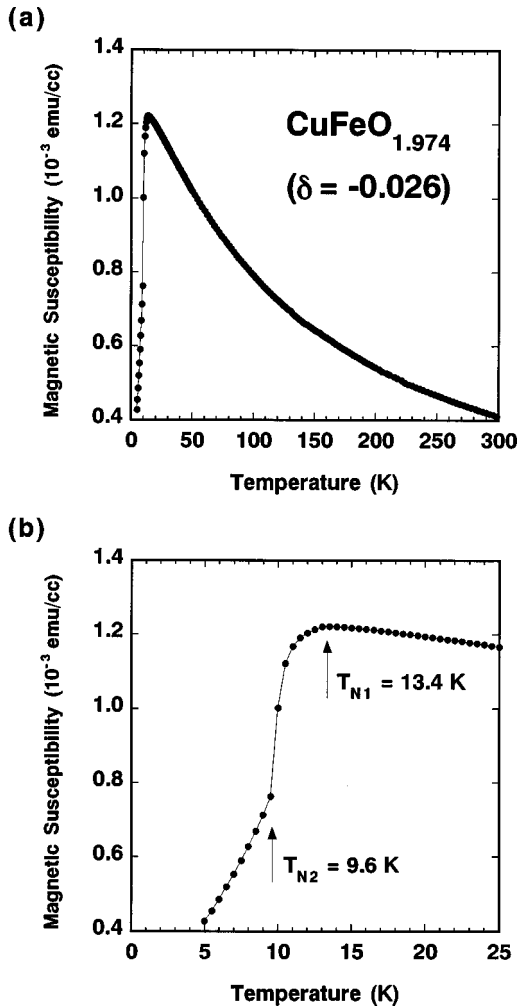 (a)
1.4
1.2
1.0
0.8
0.6
0.4
Magnetic Susceptibility (10⁻³ emu/cc)
CuFeO₁.₉₇₄
(δ = -0.026)
0 50 100 150 200 250 300
Temperature (K)
(b)
1.4
1.2
1.0
0.8
0.6
0.4
Magnetic Susceptibility (10⁻³ emu/cc)
T_N1 = 13.4 K
T_N2 = 9.6 K
0 5 10 15 20 25
Temperature (K)